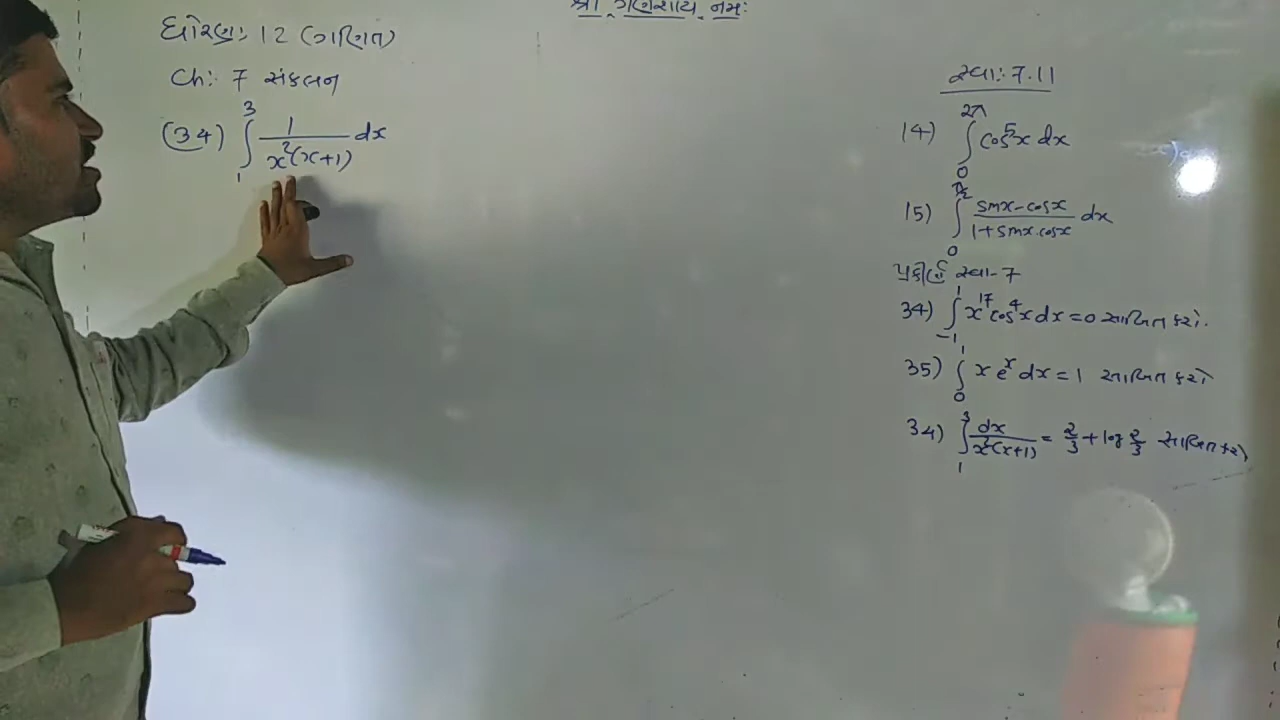 શ્રી ગણેશાય નમઃ
ધોરણ: 12 (ગણિત)
Ch: 7 સંકલન
(34) ∫₁³ 1/x²(x+1) dx
સ્વા: 7.11
14) ∫₀^2π cos⁵x dx
15) ∫₀^π/2 sinx-cosx/1+sinx.cosx dx
પ્રકીર્ણ સ્વા-7
34) ∫₋₁¹ x¹⁷cos⁴x dx = 0 સાબિત કરો.
35) ∫₀¹ x eˣ dx = 1 સાબિત કરો
34) ∫₁³ dx/x²(x+1) = 2/3 + log 2/3 સાબિત કરો